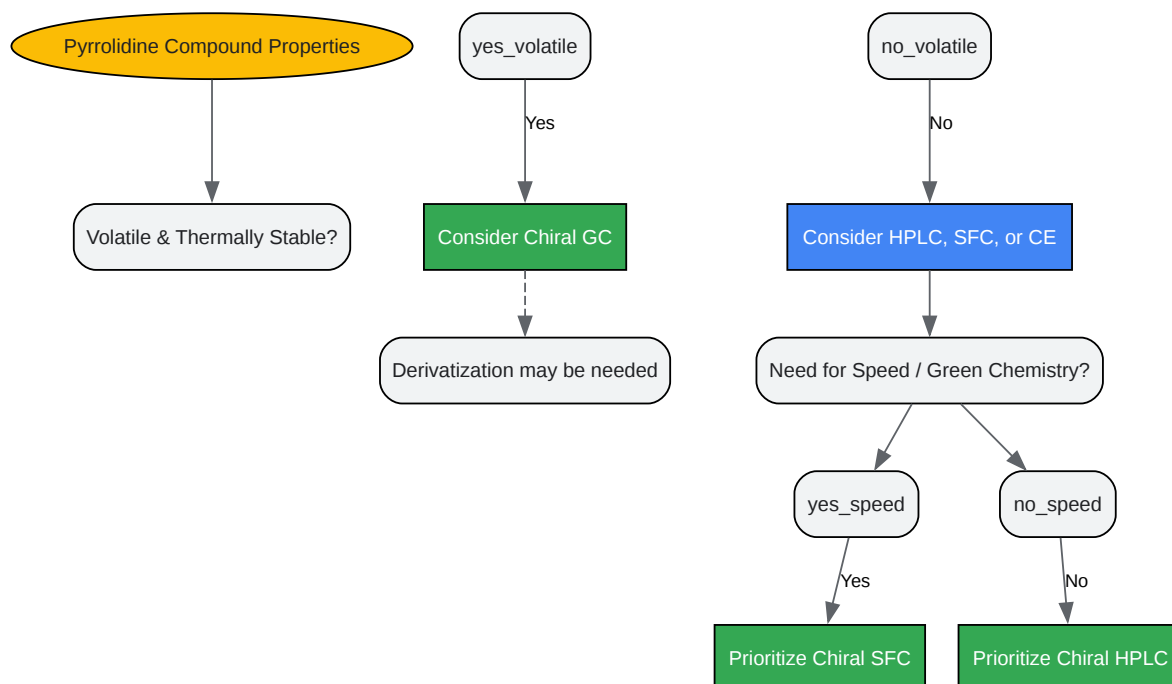 Pyrrolidine Compound Properties
yes_volatile
no_volatile
Yes
No
Volatile & Thermally Stable?
Consider Chiral GC
Consider HPLC, SFC, or CE
Derivatization may be needed
Need for Speed / Green Chemistry?
yes_speed
no_speed
Yes
No
Prioritize Chiral SFC
Prioritize Chiral HPLC